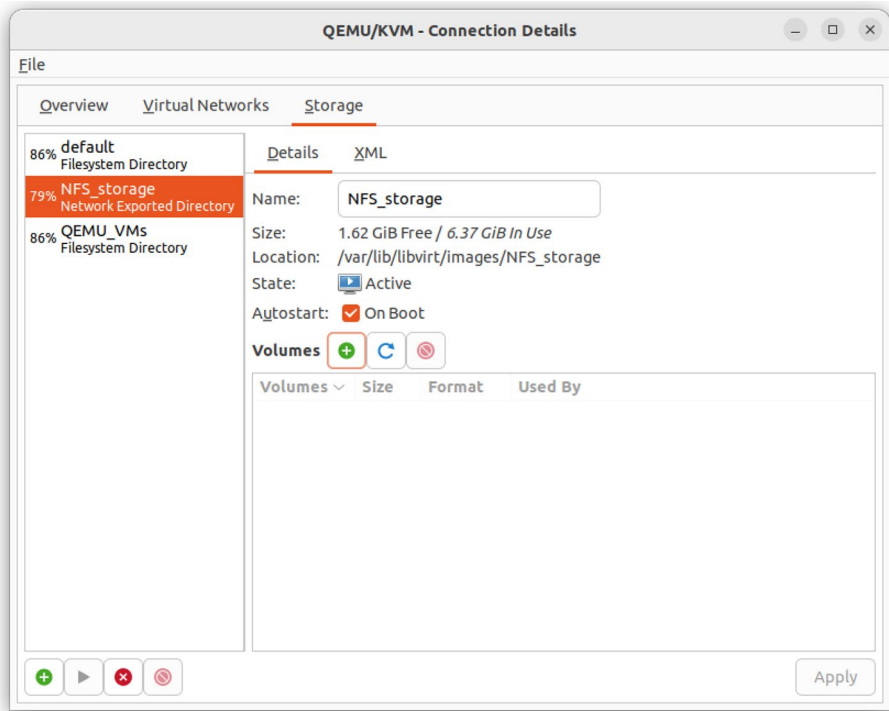 QEMU/KVM - Connection Details
File
Overview Virtual Networks Storage
86% default
Filesystem Directory
79% NFS_storage
Network Exported Directory
86% QEMU_VMs
Filesystem Directory
Details XML
Name: NFS_storage
Size: 1.62 GiB Free / 6.37 GiB In Use
Location: /var/lib/libvirt/images/NFS_storage
State: Active
Autostart: On Boot
Volumes
Volumes Size Format Used By
Apply